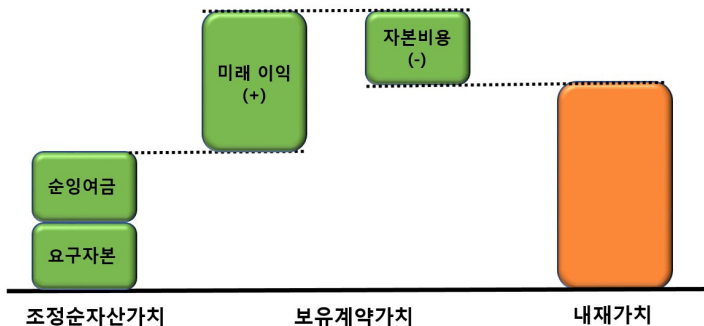 미래 이익
(+)
자본비용
(-)
순잉여금
요구자본
조정순자산가치
보유계약가치
내재가치